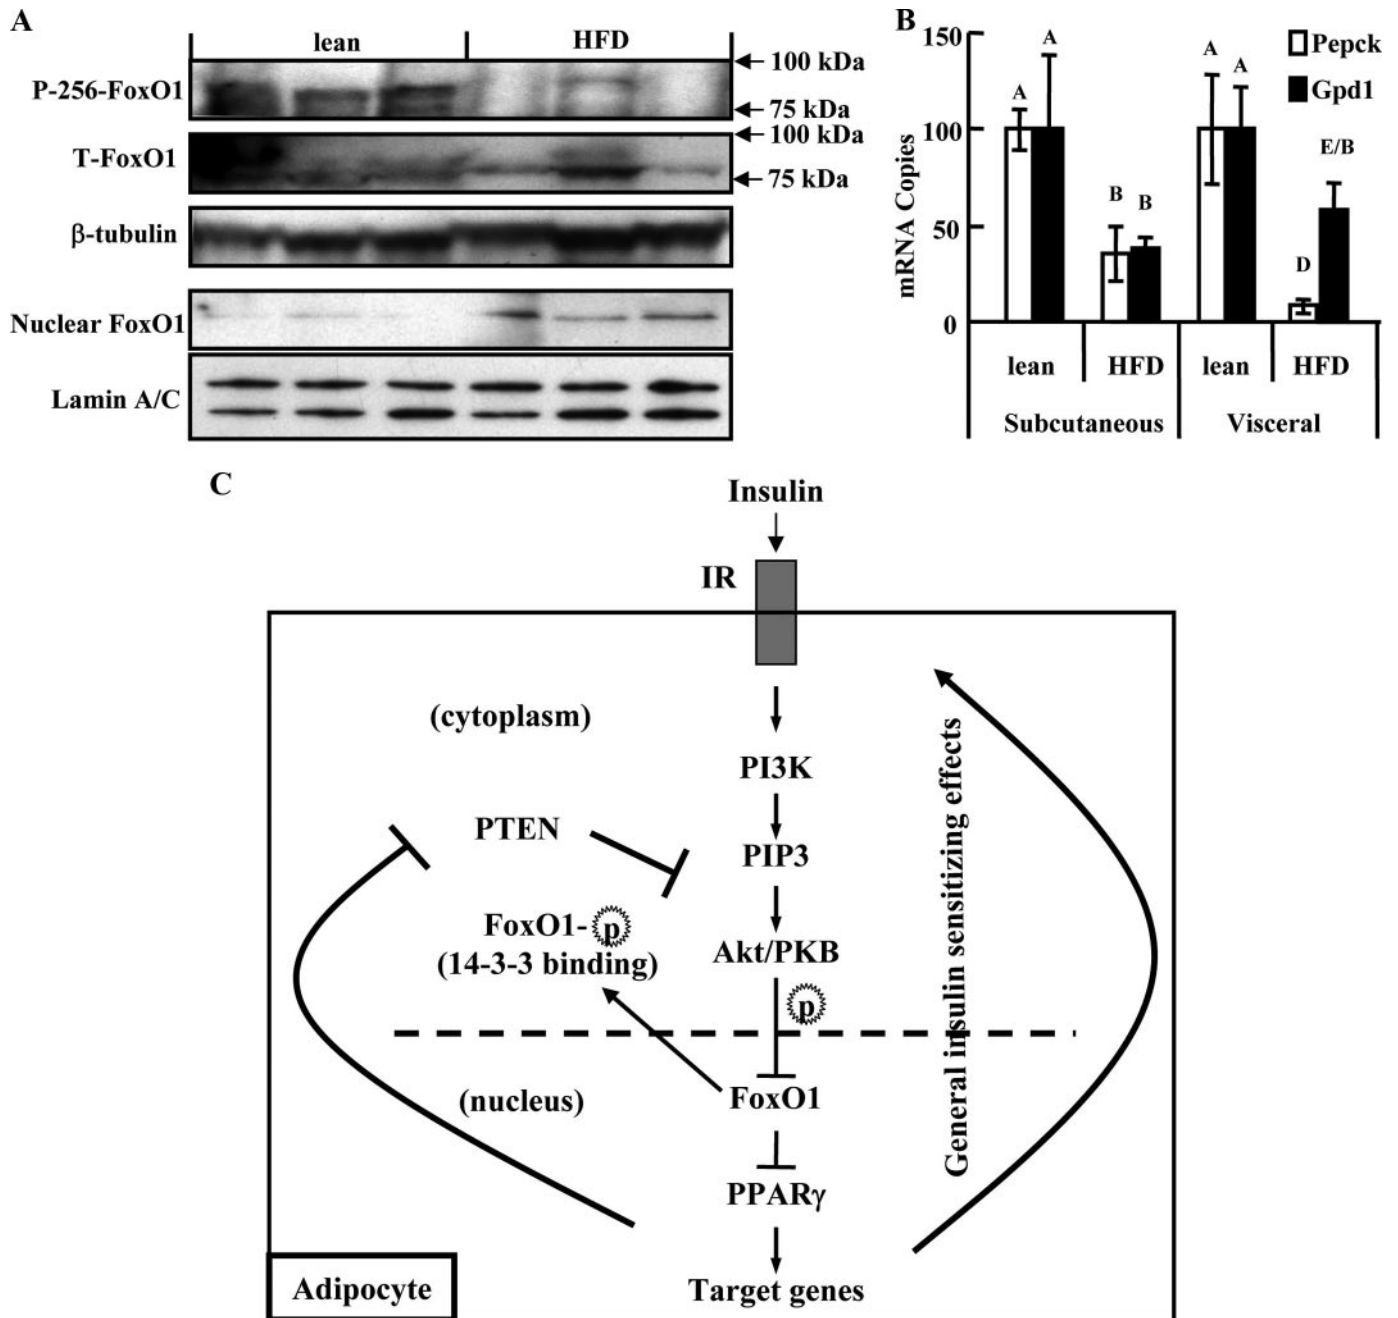 A
lean
HFD
P-256-FoxO1
100 kDa
75 kDa
T-FoxO1
100 kDa
75 kDa
β-tubulin
Nuclear FoxO1
Lamin A/C
B
mRNA Copies
150
100
50
0
Pepck
Gpd1
A
A
B
B
A
A
D
E/B
lean
HFD
lean
HFD
Subcutaneous
Visceral
C
Insulin
IR
(cytoplasm)
PI3K
PTEN
PIP3
FoxO1-p
(14-3-3 binding)
Akt/PKB
p
(nucleus)
FoxO1
PPARγ
Target genes
General insulin sensitizing effects
Adipocyte